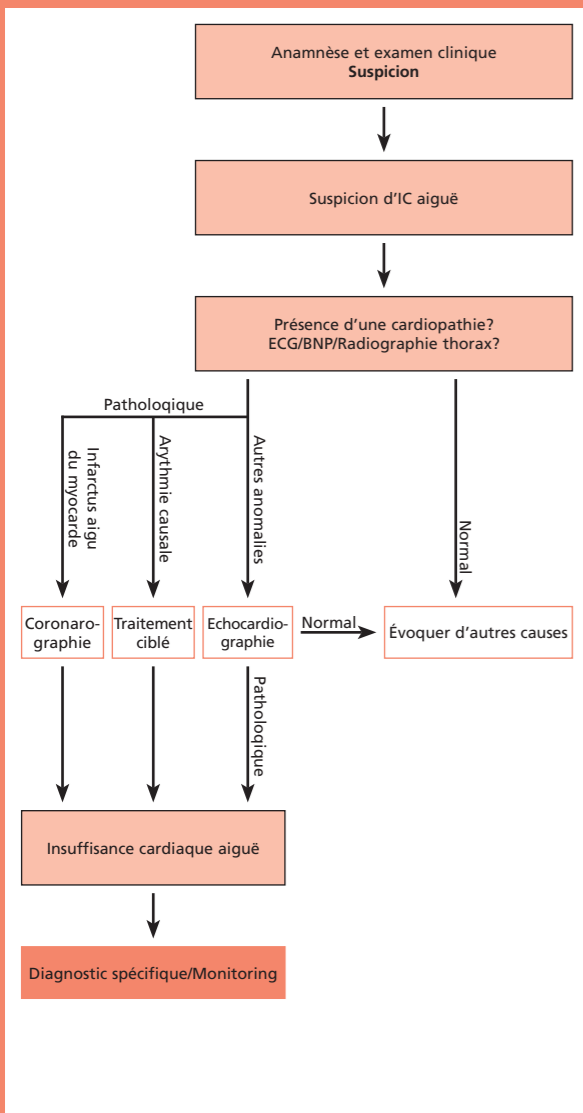 Anamnèse et examen clinique
Suspicion
Suspicion d'IC aiguë
Présence d'une cardiopathie?
ECG/BNP/Radiographie thorax?
Patholoqique
Infarctus aigu
du myocarde
Arythmie causale
Autres anomalies
Normal
Coronaro-
graphie
Traitement
ciblé
Echocardio-
graphie
Normal
Évoquer d'autres causes
Patholoqique
Insuffisance cardiaque aiguë
Diagnostic spécifique/Monitoring